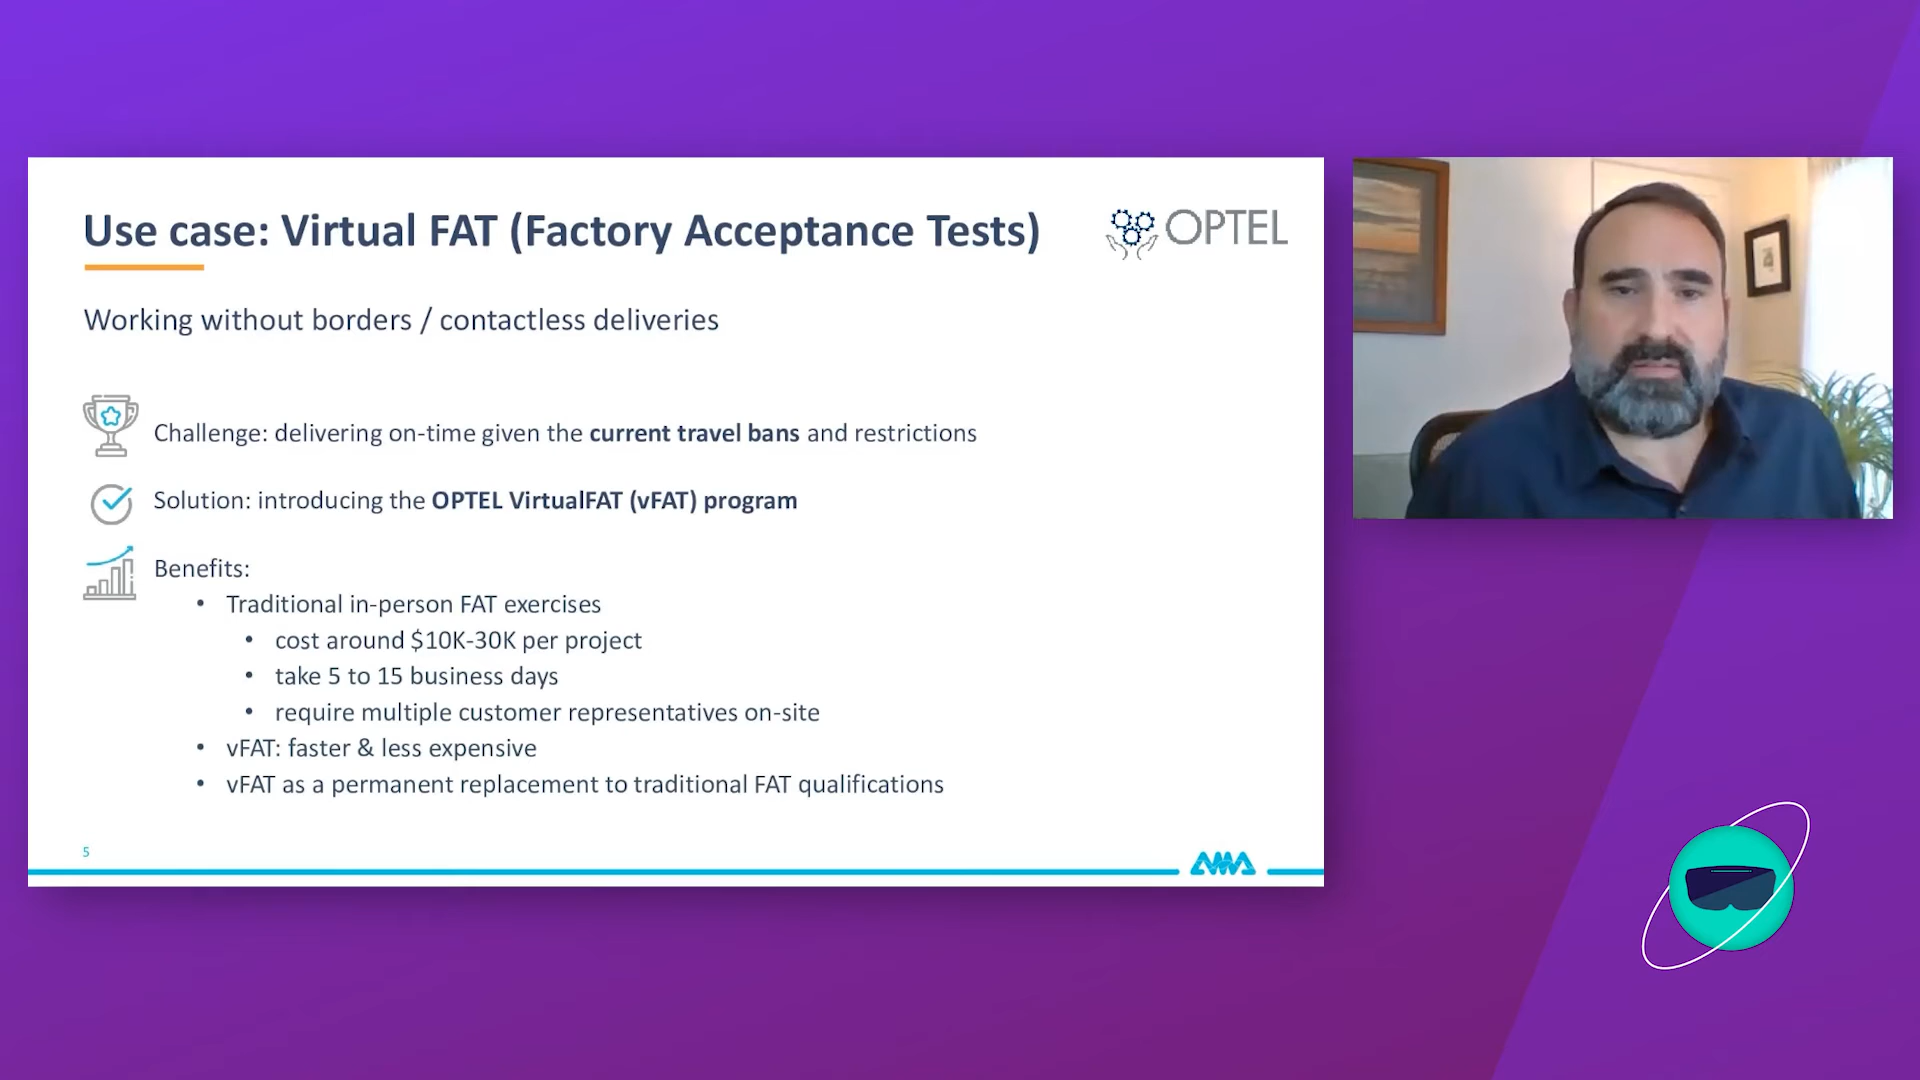 Use case: Virtual FAT (Factory Acceptance Tests)
OPTEL
Working without borders / contactless deliveries
Challenge: delivering on-time given the current travel bans and restrictions
Solution: introducing the OPTEL VirtualFAT (vFAT) program
Benefits:
• Traditional in-person FAT exercises
• cost around $10K-30K per project
• take 5 to 15 business days
• require multiple customer representatives on-site
• vFAT: faster & less expensive
• vFAT as a permanent replacement to traditional FAT qualifications
5
AMA